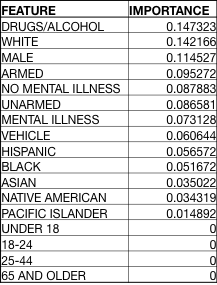 FEATURE IMPORTANCE
DRUGS/ALCOHOL 0.147323
WHITE 0.142166
MALE 0.114527
ARMED 0.095272
NO MENTAL ILLNESS 0.087883
UNARMED 0.086581
MENTAL ILLNESS 0.073128
VEHICLE 0.060644
HISPANIC 0.056572
BLACK 0.051672
ASIAN 0.035022
NATIVE AMERICAN 0.034319
PACIFIC ISLANDER 0.014892
UNDER 18 0
18-24 0
25-44 0
65 AND OLDER 0